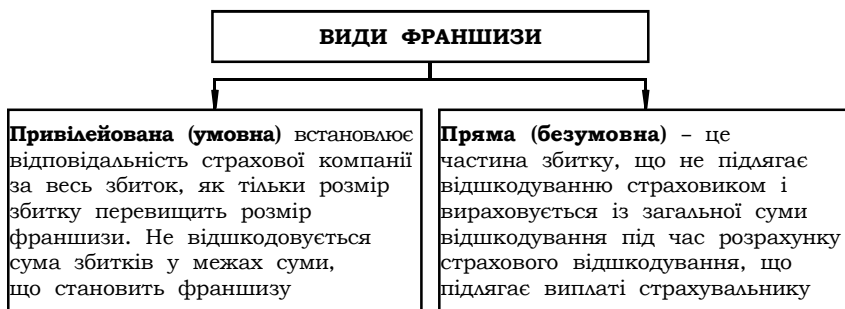 ВИДИ ФРАНШИЗИ
Привілейована (умовна) встановлює
відповідальність страхової компанії
за весь збиток, як тільки розмір
збитку перевищить розмір
франшизи. Не відшкодовується
сума збитків у межах суми,
що становить франшизу
Пряма (безумовна) – це
частина збитку, що не підлягає
відшкодуванню страховиком і
вираховується із загальної суми
відшкодування під час розрахунку
страхового відшкодування, що
підлягає виплаті страхувальнику